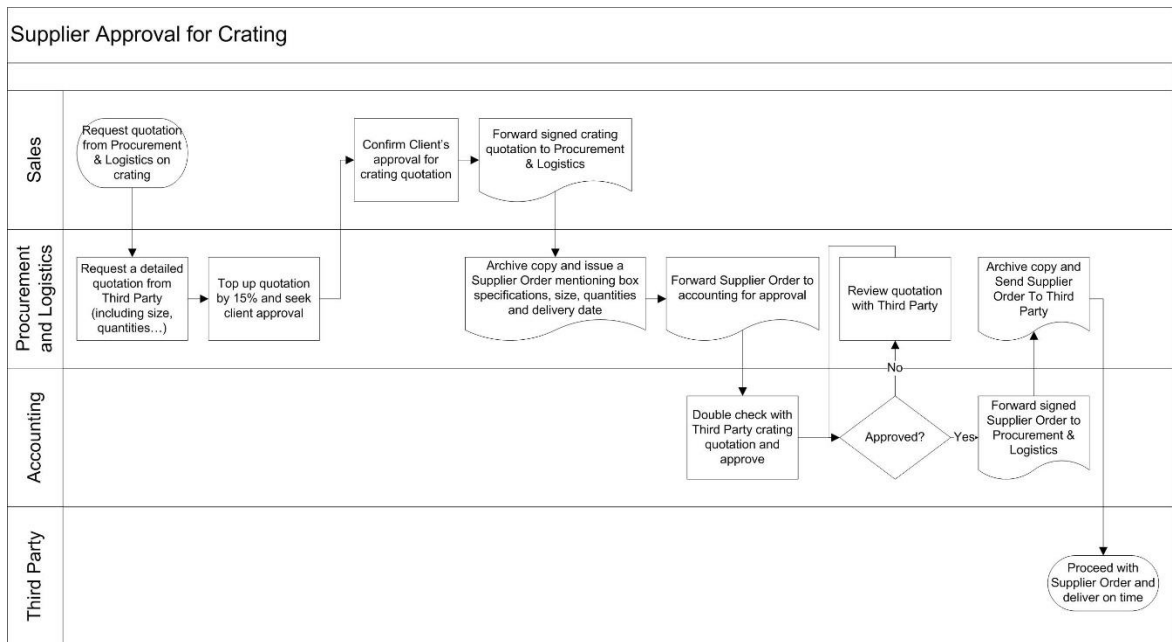 Supplier Approval for Crating
Sales
Request quotation
from Procurement
& Logistics on
crating
Confirm Client’s
approval for
crating quotation
Forward signed crating
quotation to Procurement
& Logistics
Procurement
and Logistics
Request a detailed
quotation from
Third Party
(including size,
quantities…)
Top up quotation
by 15% and seek
client approval
Archive copy and issue a
Supplier Order mentioning box
specifications, size, quantities
and delivery date
Forward Supplier Order to
accounting for approval
Review quotation
with Third Party
Archive copy and
Send Supplier
Order To Third
Party
Accounting
Double check with
Third Party crating
quotation and
approve
Approved?
No
Yes
Forward signed
Supplier Order to
Procurement &
Logistics
Third Party
Proceed with
Supplier Order and
deliver on time